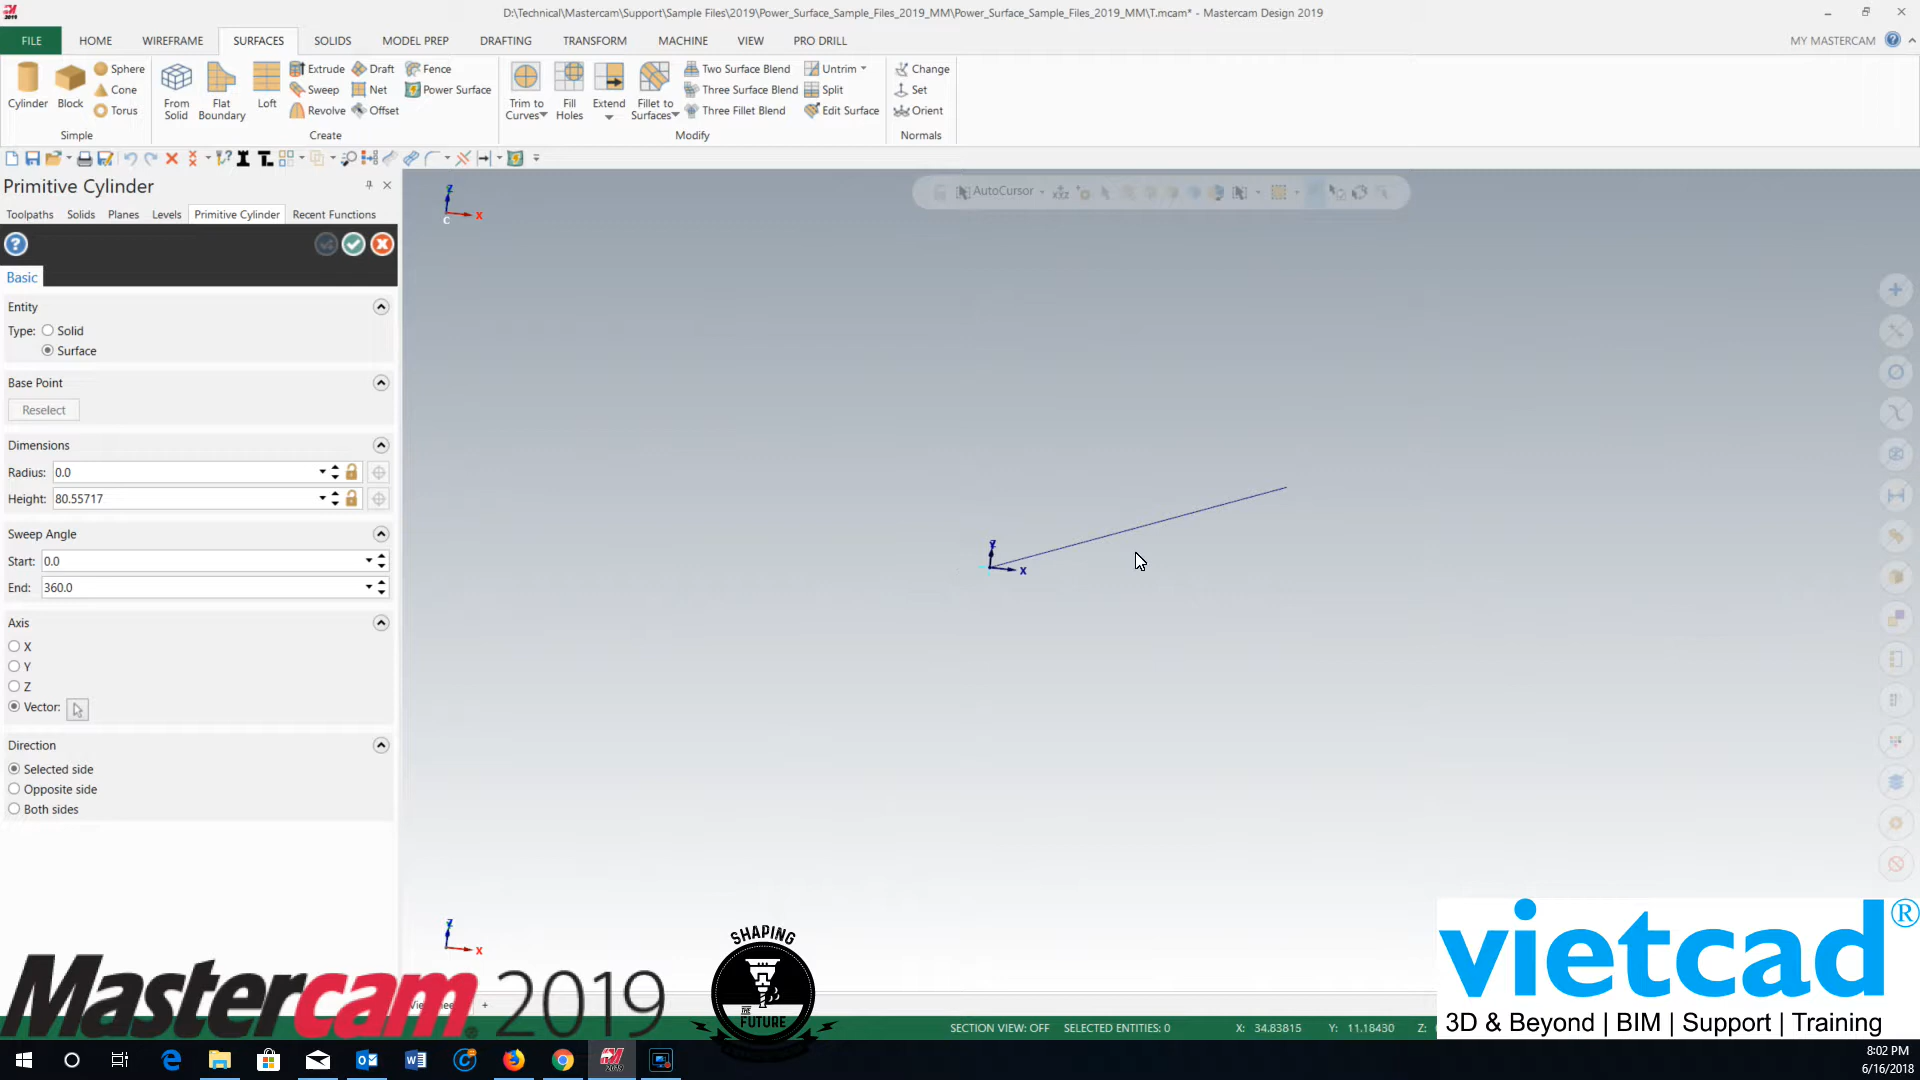 D:\Technical\Mastercam\Support\Sample Files\2019\Power_Surface_Sample_Files_2019_MM\Power_Surface_Sample_Files_2019_MM\T.mcam* - Mastercam Design 2019
FILE HOME WIREFRAME SURFACES SOLIDS MODEL PREP DRAFTING TRANSFORM MACHINE VIEW PRO DRILL MY MASTERCAM
Sphere Extrude Draft Fence Two Surface Blend Untrim Change
Cone Sweep Net Power Surface Three Surface Blend Split Set
Torus Revolve Offset Three Fillet Blend Edit Surface Orient
Cylinder Block From Flat Loft Trim to Fill Extend Fillet to
Solid Boundary Curves Holes Surfaces
Simple Create Modify Normals
Primitive Cylinder
Toolpaths Solids Planes Levels Primitive Cylinder Recent Functions
AutoCursor
Basic
Entity
Type: Solid
Surface
Base Point
Reselect
Dimensions
Radius: 0.0
Height: 80.55717
Sweep Angle
Start: 0.0
End: 360.0
Axis
X
Y
Z
Vector:
Direction
Selected side
Opposite side
Both sides
Z
X
C
Z
X
Z
X
SHAPING
THE
FUTURE
Mastercam® 2019
vietcad®
3D & Beyond | BIM | Support | Training
SECTION VIEW: OFF SELECTED ENTITIES: 0 X: 34.83815 Y: 11.18430 Z:
8:02 PM
6/16/2018